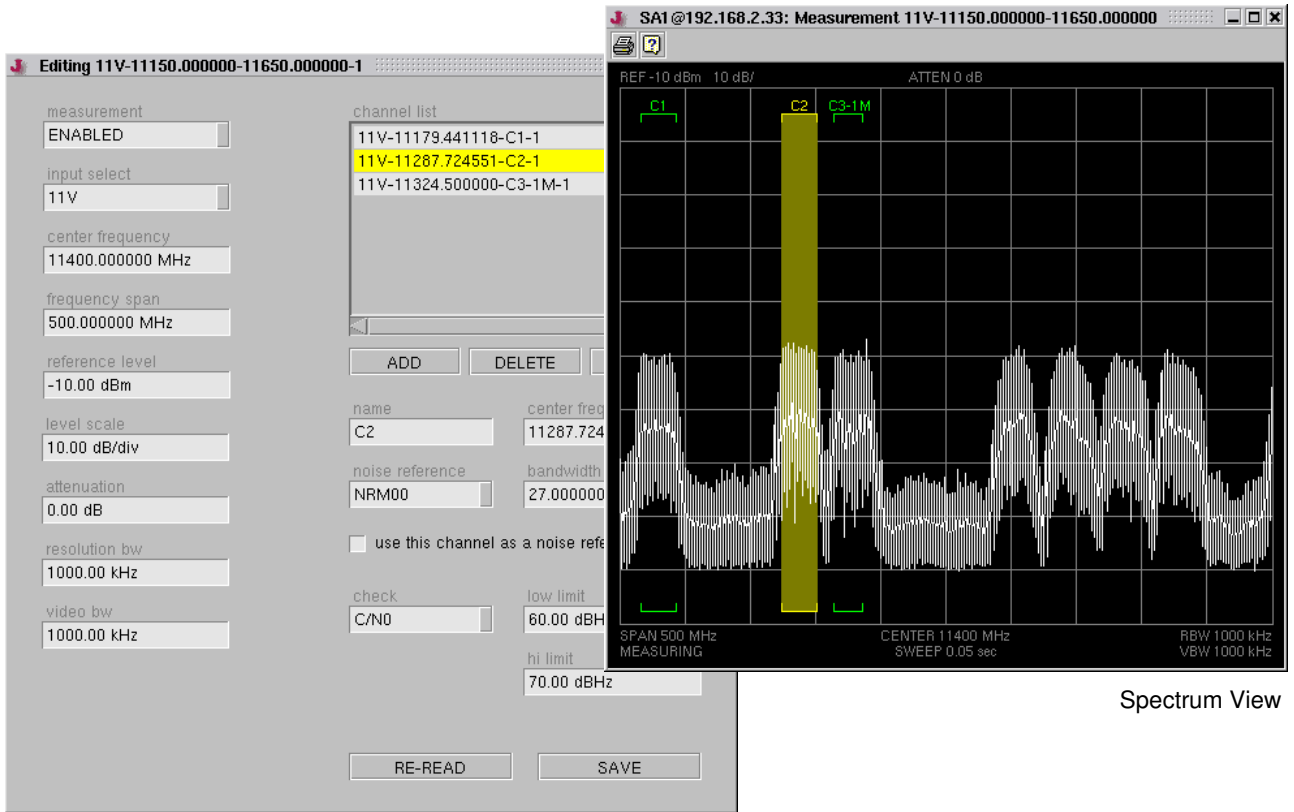 Editing 11V-11150.000000-11650.000000-1
measurement
ENABLED
input select
11V
center frequency
11400.000000 MHz
frequency span
500.000000 MHz
reference level
-10.00 dBm
level scale
10.00 dB/div
attenuation
0.00 dB
resolution bw
1000.00 kHz
video bw
1000.00 kHz
channel list
11V-11179.441118-C1-1
11V-11287.724551-C2-1
11V-11324.500000-C3-1M-1
ADD DELETE
name
C2
center freq
11287.724
noise reference
NRM00
bandwidth
27.000000
use this channel as a noise refe
check
C/N0
low limit
60.00 dBH
hi limit
70.00 dBHz
RE-READ SAVE
SA1@192.168.2.33: Measurement 11V-11150.000000-11650.000000
REF -10 dBm 10 dB/ ATTEN 0 dB
C1 C2 C3-1M
SPAN 500 MHz CENTER 11400 MHz RBW 1000 kHz
MEASURING SWEEP 0.05 sec VBW 1000 kHz
Spectrum View